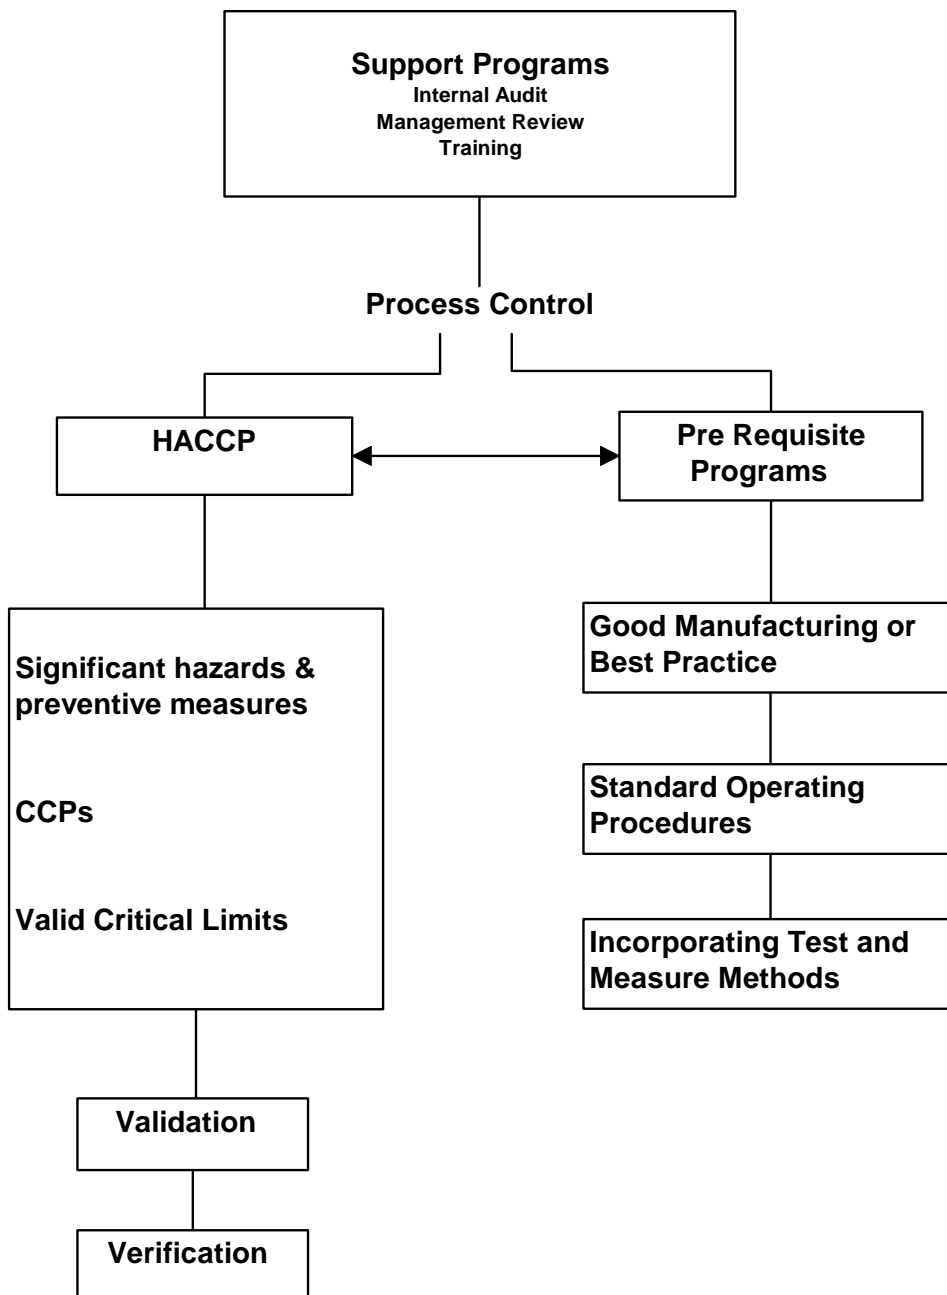 Support Programs
Internal Audit
Management Review
Training
Process Control
HACCP
Pre Requisite
Programs
Significant hazards &
preventive measures
CCPs
Valid Critical Limits
Good Manufacturing or
Best Practice
Standard Operating
Procedures
Incorporating Test and
Measure Methods
Validation
Verification